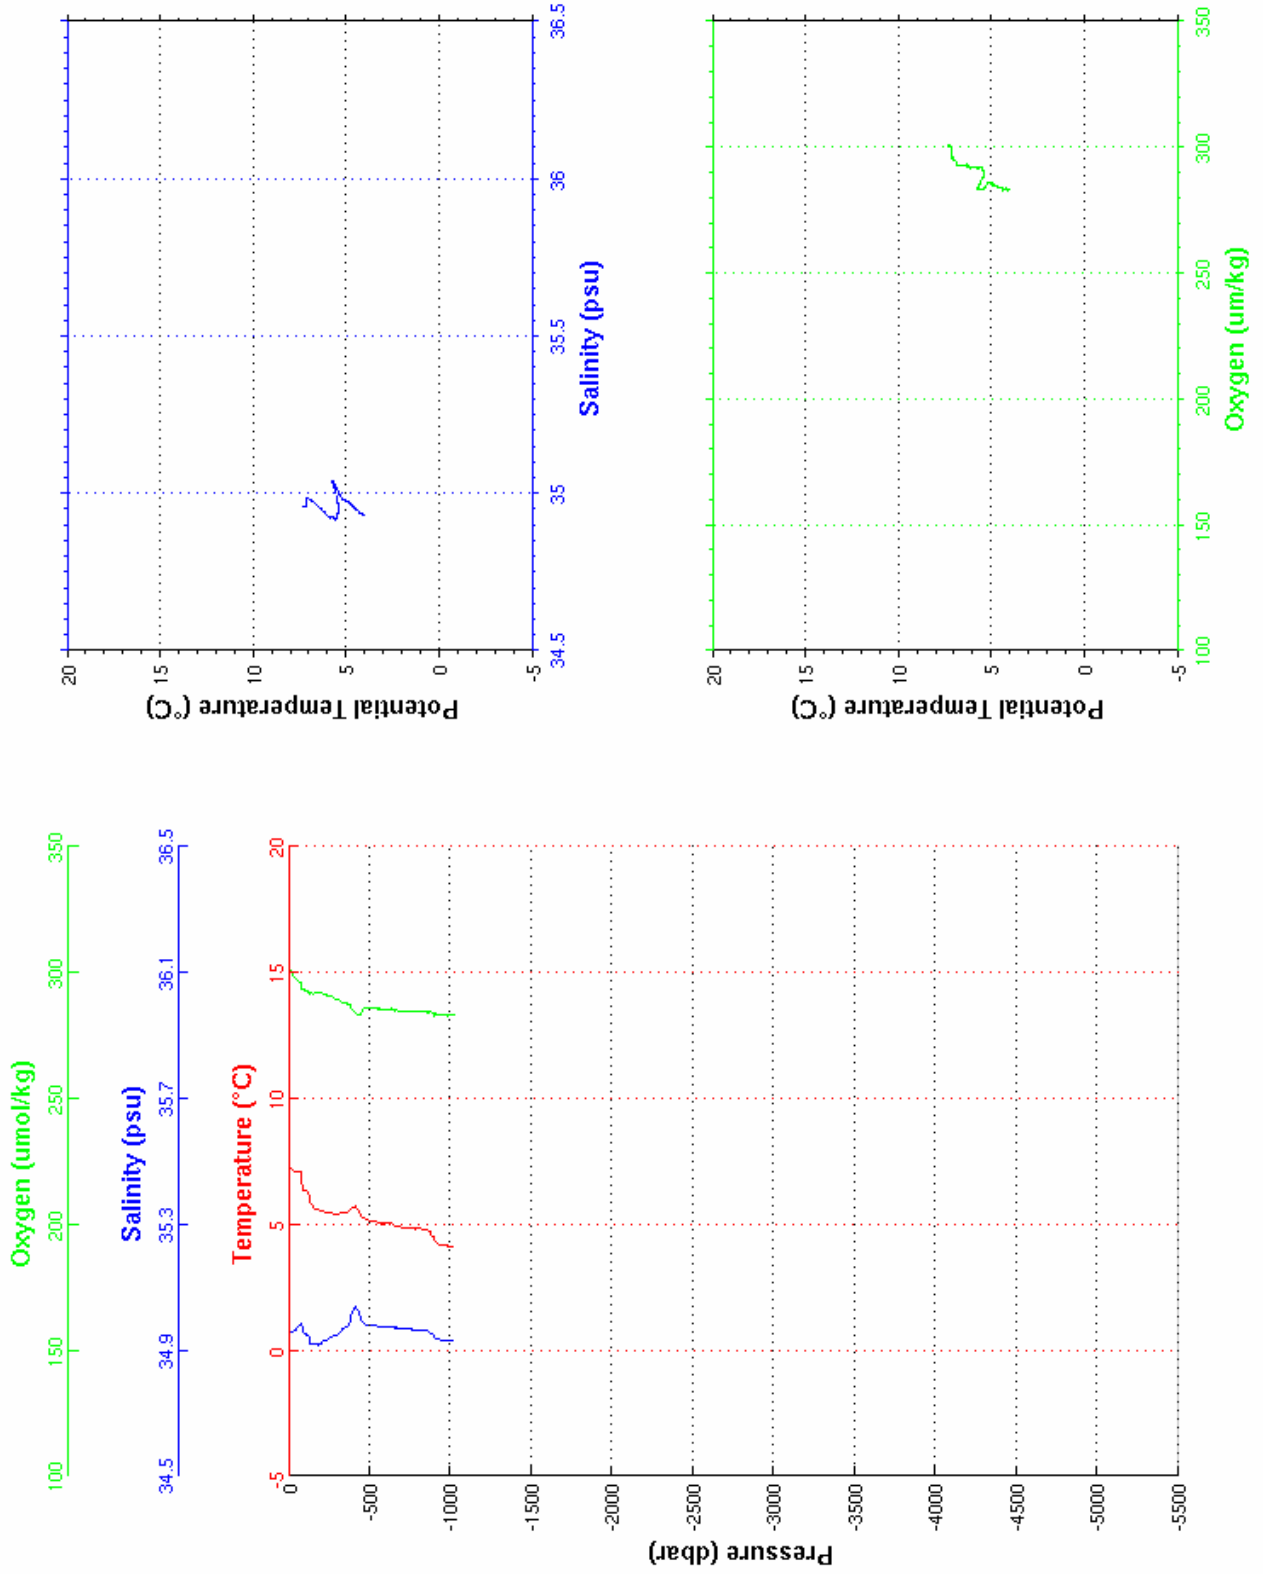 Oxygen (umol/kg)
100 150 200 250 300 350
Salinity (psu)
34.5 34.9 35.3 35.7 36.1 36.5
Temperature (°C)
-5 0 5 10 15 20
0
-500
-1000
-1500
-2000
-2500
-3000
-3500
-4000
-4500
-5000
-5500
Pressure (dbar)
20
15
10
5
0
-5
Potential Temperature (°C)
34.5 35 35.5 36 36.5
Salinity (psu)
20
15
10
5
0
-5
Potential Temperature (°C)
100 150 200 250 300 350
Oxygen (um/kg)